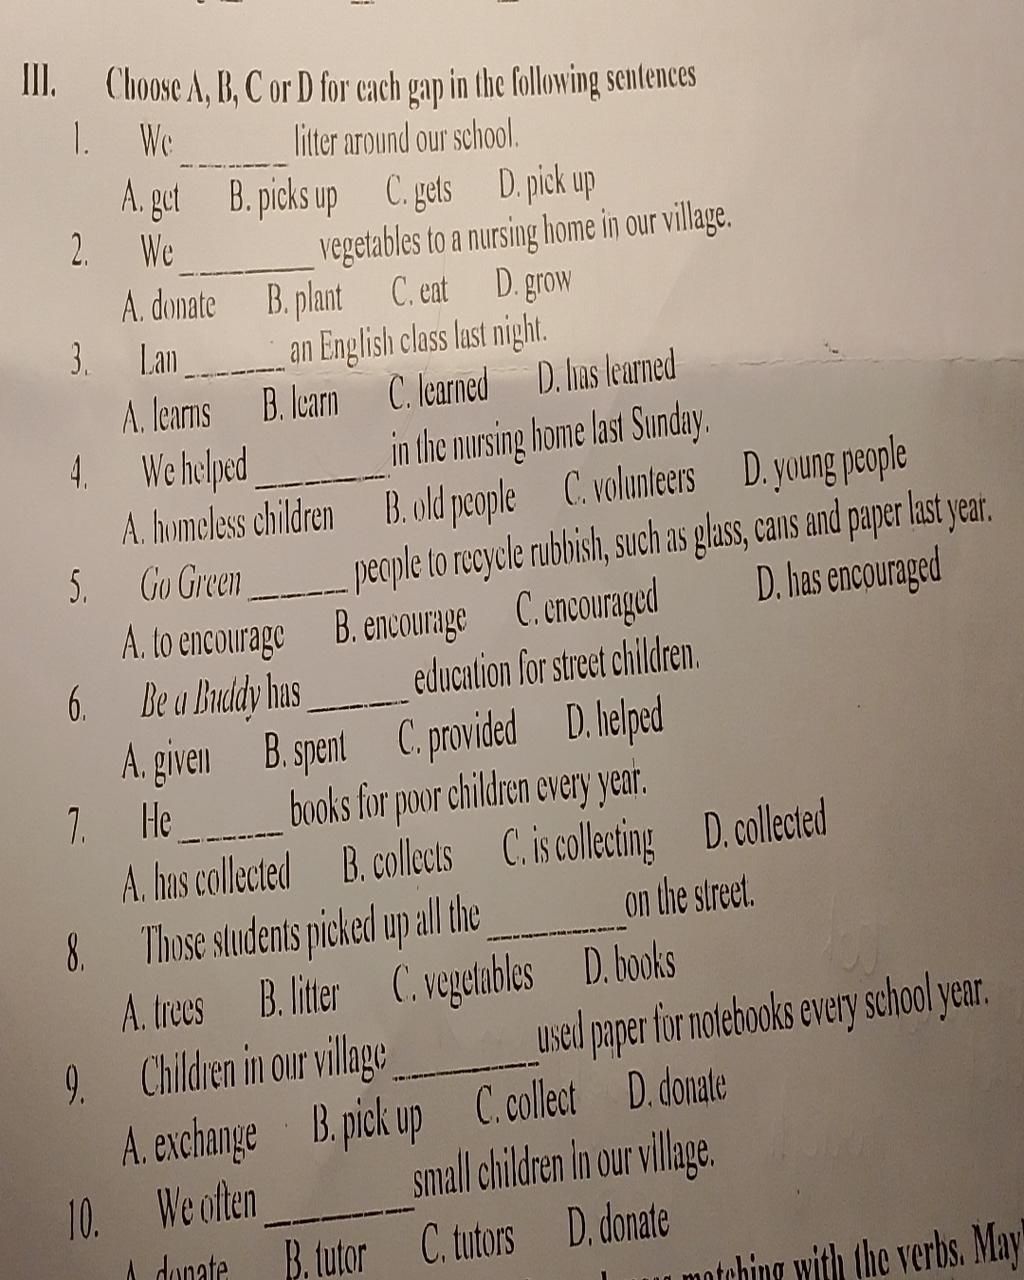 III. Choose A, B, C or D for each gap in the following sentences
1. We ________ litter around our school.
A. get B. picks up C. gets D. pick up
2. We __________ vegetables to a nursing home in our village.
A. donate B. plant C. eat D. grow
3. Lan ________ an English class last night.
A. learns B. learn C. learned D. has learned
4. We helped __________ in the nursing home last Sunday.
A. homeless children B. old people C. volunteers D. young people
5. Go Green ________ people to recycle rubbish, such as glass, cans and paper last year.
A. to encourage B. encourage C. encouraged D. has encouraged
6. Be a Buddy has ________ education for street children.
A. given B. spent C. provided D. helped
7. He ________ books for poor children every year.
A. has collected B. collects C. is collecting D. collected
8. Those students picked up all the __________ on the street.
A. trees B. litter C. vegetables D. books
9. Children in our village __________ used paper for notebooks every school year.
A. exchange B. pick up C. collect D. donate
10. We often __________ small children in our village.
A. donate B. tutor C. tutors D. donate
matching with the verbs. May